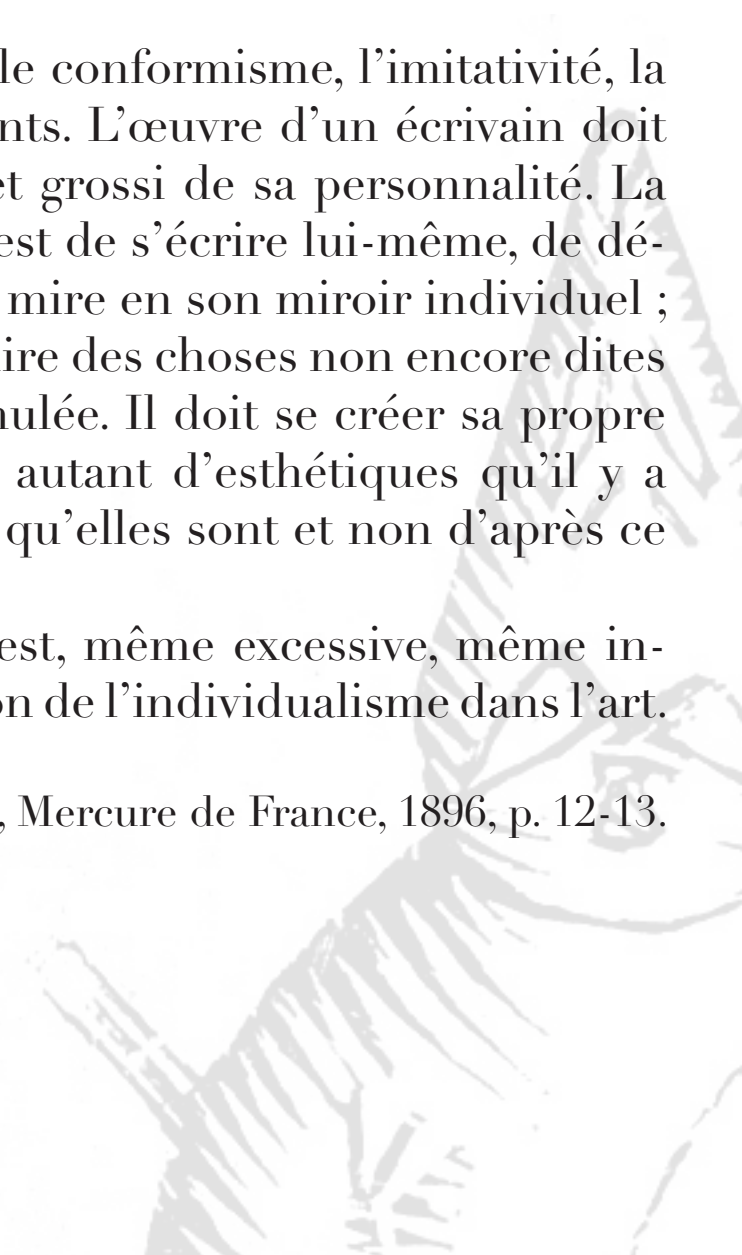 le conformisme, l’imitativité, la
nts. L’œuvre d’un écrivain doit
et grossi de sa personnalité. La
est de s’écrire lui-même, de dé-
mire en son miroir individuel ;
ire des choses non encore dites
nulée. Il doit se créer sa propre
autant d’esthétiques qu’il y a
qu’elles sont et non d’après ce
est, même excessive, même in-
on de l’individualisme dans l’art.
, Mercure de France, 1896, p. 12-13.